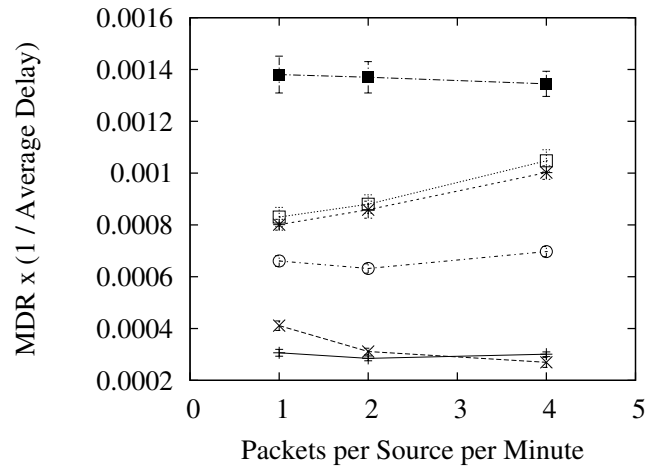 0.0016
0.0014
0.0012
0.001
0.0008
0.0006
0.0004
0.0002
MDR x (1 / Average Delay)
0 1 2 3 4 5
Packets per Source per Minute